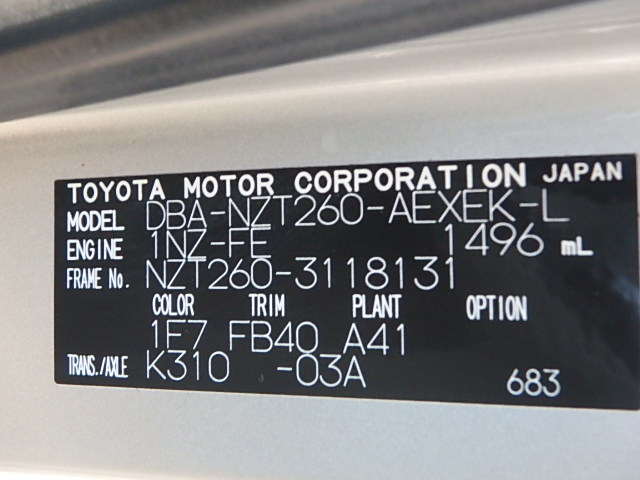 TOYOTA MOTOR CORPORATION JAPAN
MODEL DBA-NZT260-AEXEK-L
ENGINE 1NZ-FE 1496 mL
FRAME No. NZT260-3118131
COLOR TRIM PLANT OPTION
1F7 FB40 A41
TRANS./AXLE K310 -03A 683